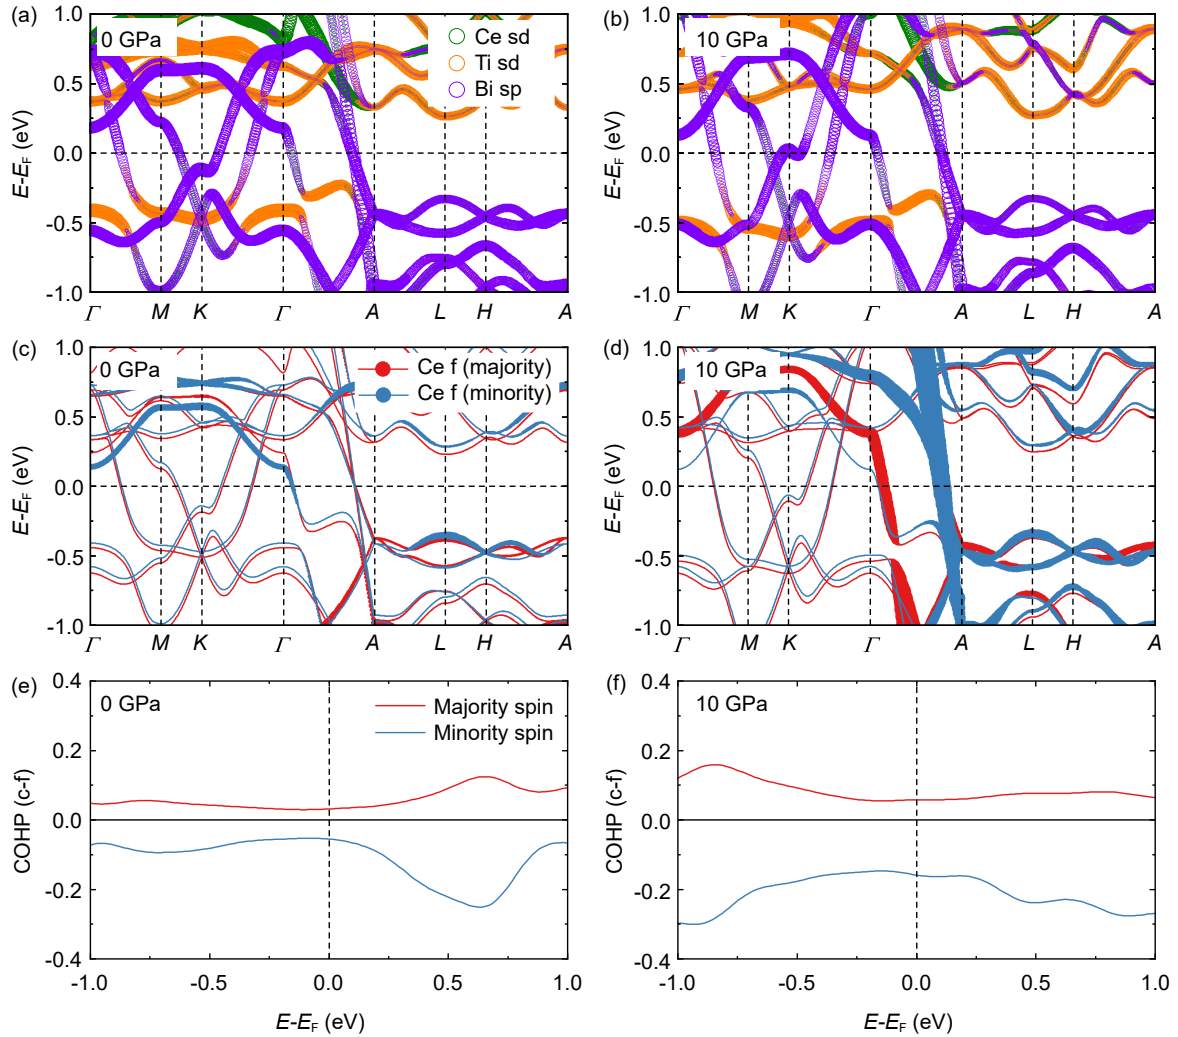 (a)
0 GPa
Ce sd
Ti sd
Bi sp
1.0
0.5
0.0
-0.5
-1.0
E-EF (eV)
Γ M K Γ A L H A
(b)
10 GPa
1.0
0.5
0.0
-0.5
-1.0
E-EF (eV)
Γ M K Γ A L H A
(c)
0 GPa
Ce f (majority)
Ce f (minority)
1.0
0.5
0.0
-0.5
-1.0
E-EF (eV)
Γ M K Γ A L H A
(d)
10 GPa
1.0
0.5
0.0
-0.5
-1.0
E-EF (eV)
Γ M K Γ A L H A
(e)
0 GPa
Majority spin
Minority spin
0.4
0.2
0.0
-0.2
-0.4
COHP (c-f)
-1.0 -0.5 0.0 0.5 1.0
E-EF (eV)
(f)
10 GPa
0.4
0.2
0.0
-0.2
-0.4
COHP (c-f)
-1.0 -0.5 0.0 0.5 1.0
E-EF (eV)